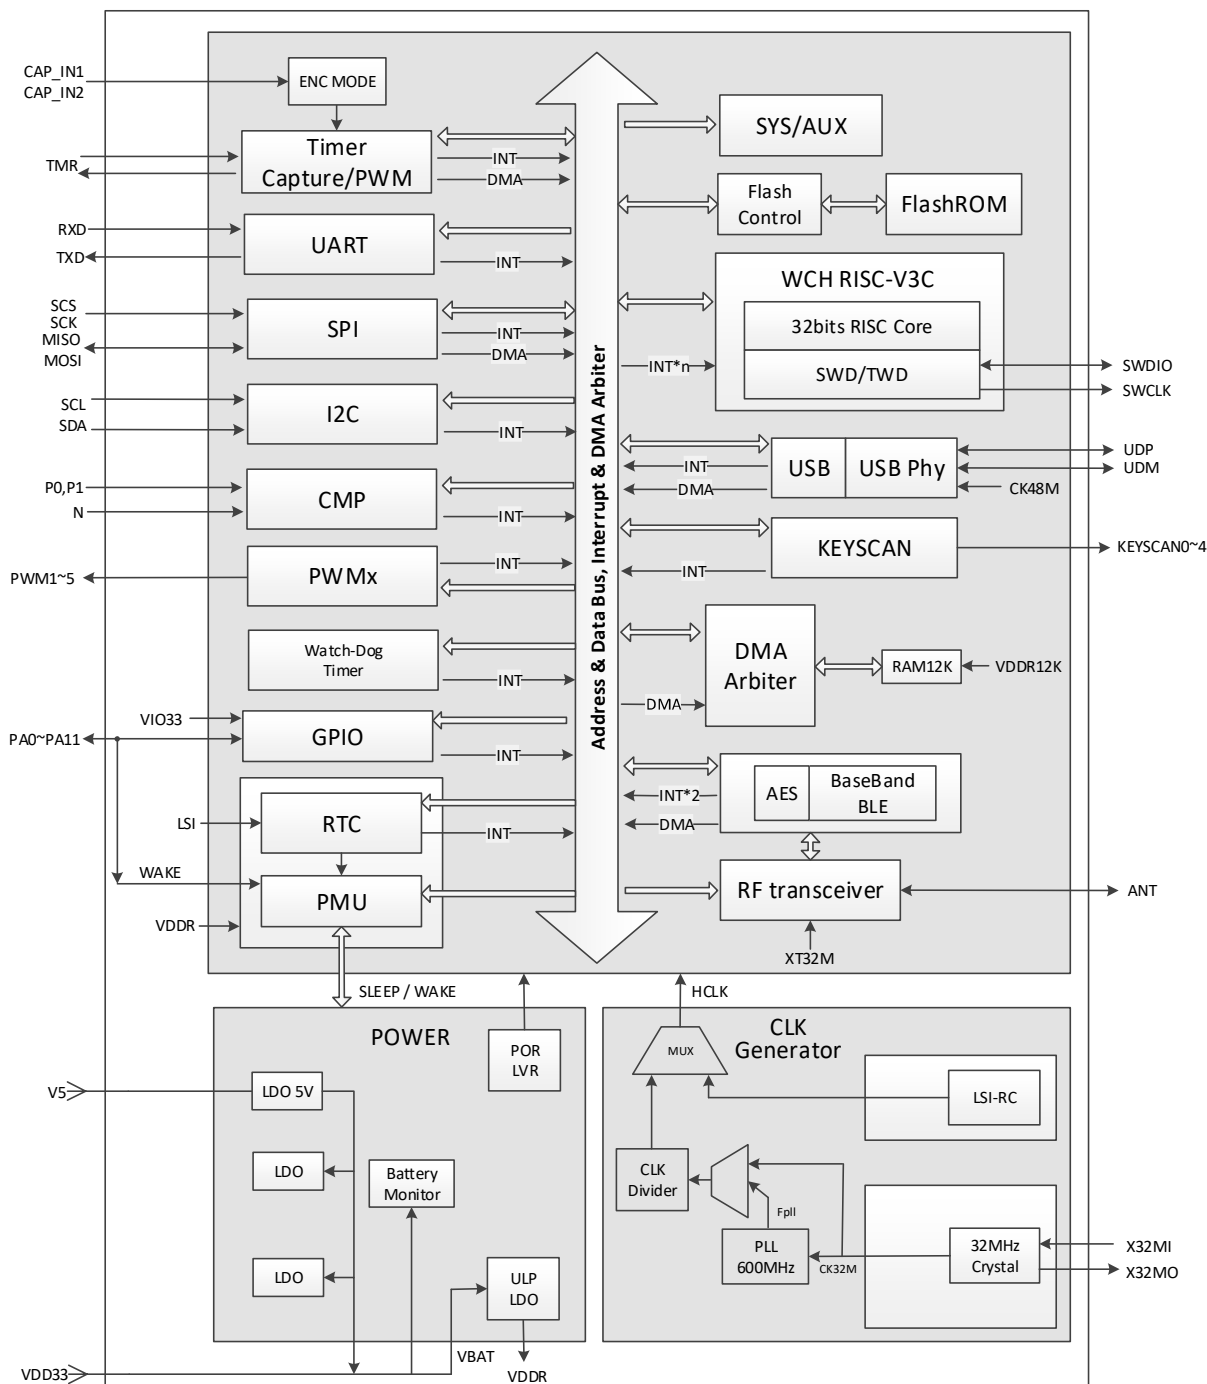 CAP_IN1
CAP_IN2
ENC MODE
Timer
Capture/PWM
TMR
INT
DMA
RXD
TXD
UART
INT
SCS
SCK
MISO
MOSI
SPI
INT
DMA
SCL
SDA
I2C
INT
P0,P1
N
CMP
INT
PWM1~5
PWMx
INT
Watch-Dog
Timer
INT
VIO33
PA0~PA11
GPIO
INT
LSI
RTC
INT
WAKE
PMU
VDDR
Address & Data Bus, Interrupt & DMA Arbiter
SYS/AUX
Flash
Control
FlashROM
WCH RISC-V3C
32bits RISC Core
SWD/TWD
INT*n
SWDIO
SWCLK
USB
USB Phy
INT
DMA
UDP
UDM
CK48M
KEYSCAN
INT
KEYSCAN0~4
DMA
Arbiter
DMA
RAM12K
VDDR12K
AES
BaseBand
BLE
INT*2
DMA
RF transceiver
ANT
XT32M
SLEEP / WAKE
HCLK
POWER
POR
LVR
V5
LDO 5V
LDO
Battery
Monitor
LDO
ULP
LDO
VBAT
VDD33
VDDR
CLK
Generator
MUX
LSI-RC
CLK
Divider
Fpll
PLL
600MHz
CK32M
32MHz
Crystal
X32MI
X32MO